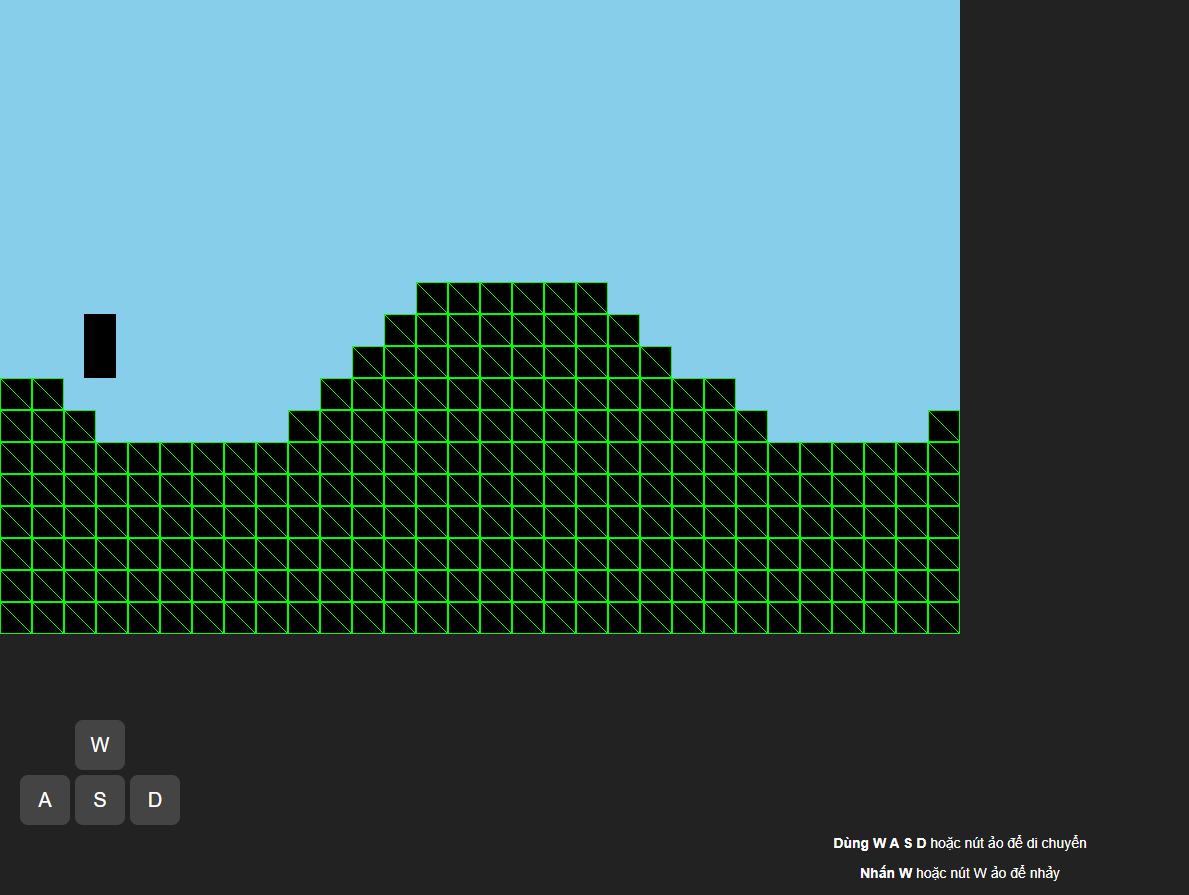 W
A S D
Dùng W A S D hoặc nút ảo để di chuyển
Nhấn W hoặc nút W ảo để nhảy